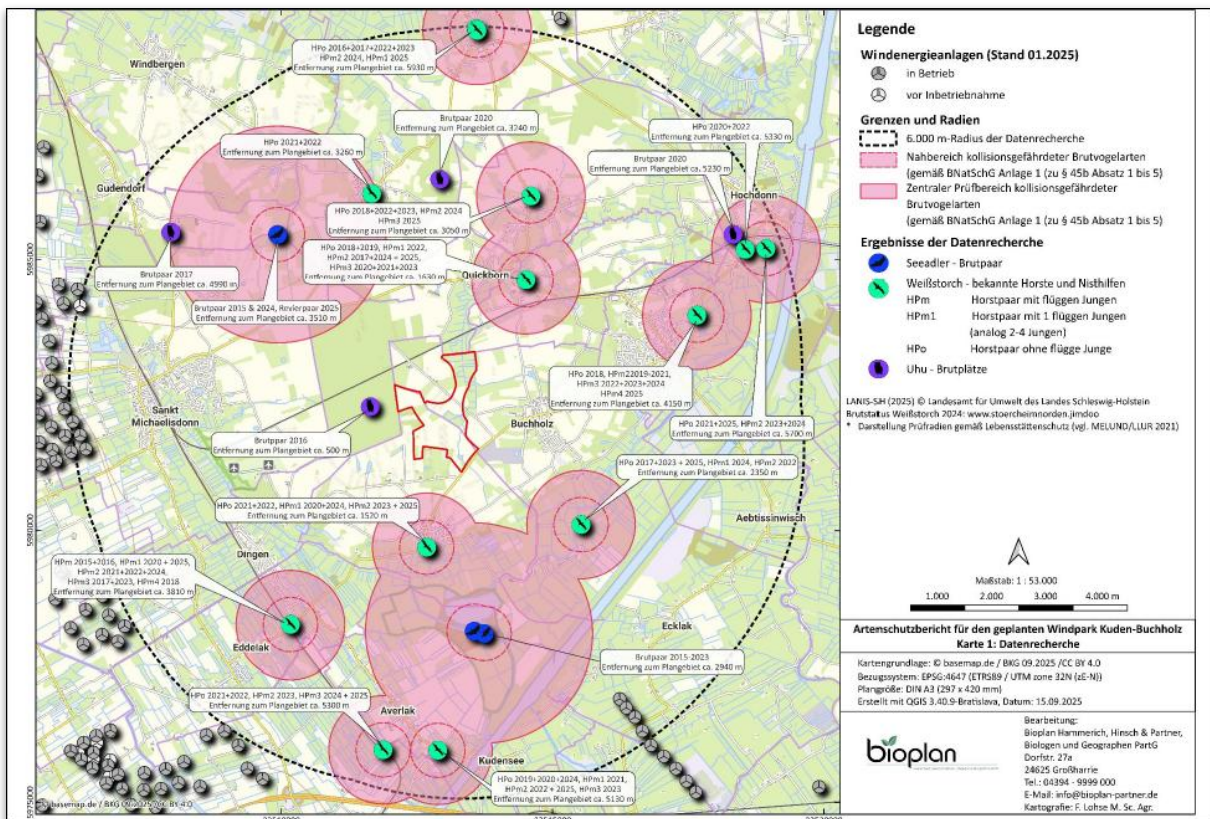 HPo 2016+2017+2022+2023
HPm2 2024, HPm1 2025
Entfernung zum Plangebiet ca. 5930 m
Windbergen
Brutpaar 2020
Entfernung zum Plangebiet ca. 3240 m
HPo 2020+2022
Entfernung zum Plangebiet ca. 5330 m
HPo 2021+2022
Entfernung zum Plangebiet ca. 3260 m
Brutpaar 2020
Entfernung zum Plangebiet ca. 5230 m
Gudendorf
Hochdonn
HPo 2018+2022+2023, HPm2 2024
HPm3 2025
Entfernung zum Plangebiet ca. 3050 m
HPo 2018+2019, HPm1 2022,
HPm2 2017+2024 + 2025,
HPm3 2020+2021+2023
Entfernung zum Plangebiet ca. 1630 m
Quickborn
Brutpaar 2017
Entfernung zum Plangebiet ca. 4990 m
Brutpaar 2015 & 2024, Revierpaar 2025
Entfernung zum Plangebiet ca. 3510 m
HPo 2018, HPm22019-2021,
HPm3 2022+2023+2024
HPm4 2025
Entfernung zum Plangebiet ca. 4150 m
Sankt
Michaelisdonn
Buchholz
HPo 2021+2025, HPm2 2023+2024
Entfernung zum Plangebiet ca. 5700 m
Brutppar 2016
Entfernung zum Plangebiet ca. 500 m
HPo 2017+2023 + 2025, HPm1 2024, HPm2 2022
Entfernung zum Plangebiet ca. 2350 m
HPo 2021+2022, HPm1 2020+2024, HPm2 2023 + 2025
Entfernung zum Plangebiet ca. 1520 m
Aebtissinwisch
Dingen
HPm 2015+2016, HPm1 2020 + 2025,
HPm2 2021+2022+2024,
HPm3 2017+2023, HPm4 2018
Entfernung zum Plangebiet ca. 3810 m
Ecklak
Eddelak
Brutpaar 2015-2023
Entfernung zum Plangebiet ca. 2940 m
HPo 2021+2022, HPm2 2023, HPm3 2024 + 2025
Entfernung zum Plangebiet ca. 5300 m
Averlak
Kudensee
HPo 2019+2020+2024, HPm1 2021,
HPm2 2022 + 2025, HPm3 2023
Entfernung zum Plangebiet ca. 5130 m
5985000
5980000
5975000
© basemap.de / BKG 09.2025 /CC BY 4.0
Legende
Windenergieanlagen (Stand 01.2025)
in Betrieb
vor Inbetriebnahme
Grenzen und Radien
6.000 m-Radius der Datenrecherche
Nahbereich kollisionsgefährdeter Brutvogelarten
(gemäß BNatSchG Anlage 1 (zu § 45b Absatz 1 bis 5)
Zentraler Prüfbereich kollisionsgefährdeter
Brutvogelarten
(gemäß BNatSchG Anlage 1 (zu § 45b Absatz 1 bis 5)
Ergebnisse der Datenrecherche
Seeadler - Brutpaar
Weißstorch - bekannte Horste und Nisthilfen
HPm Horstpaar mit flüggen Jungen
HPm1 Horstpaar mit 1 flüggen Jungen
(analog 2-4 Jungen)
HPo Horstpaar ohne flügge Junge
Uhu - Brutplätze
LANIS-SH (2025) © Landesamt für Umwelt des Landes Schleswig-Holstein
Brutstatus Weißstorch 2024: www.stoercheimnorden.jimdoo
* Darstellung Prüfradien gemäß Lebensstättenschutz (vgl. MELUND/LLUR 2021)
Maßstab: 1 : 53.000
1.000 2.000 3.000 4.000 m
Artenschutzbericht für den geplanten Windpark Kuden-Buchholz
Karte 1: Datenrecherche
Kartengrundlage: © basemap.de / BKG 09.2025 /CC BY 4.0
Bezugssystem: EPSG:4647 (ETRS89 / UTM zone 32N (zE-N))
Plangröße: DIN A3 (297 x 420 mm)
Erstellt mit QGIS 3.40.9-Bratislava, Datum: 15.09.2025
bioplan
Bearbeitung:
Bioplan Hammerich, Hinsch & Partner,
Biologen und Geographen PartG
Dorfstr. 27a
24625 Großharrie
Tel.: 04394 - 9999 000
E-Mail: info@bioplan-partner.de
Kartografie: F. Lohse M. Sc. Agr.